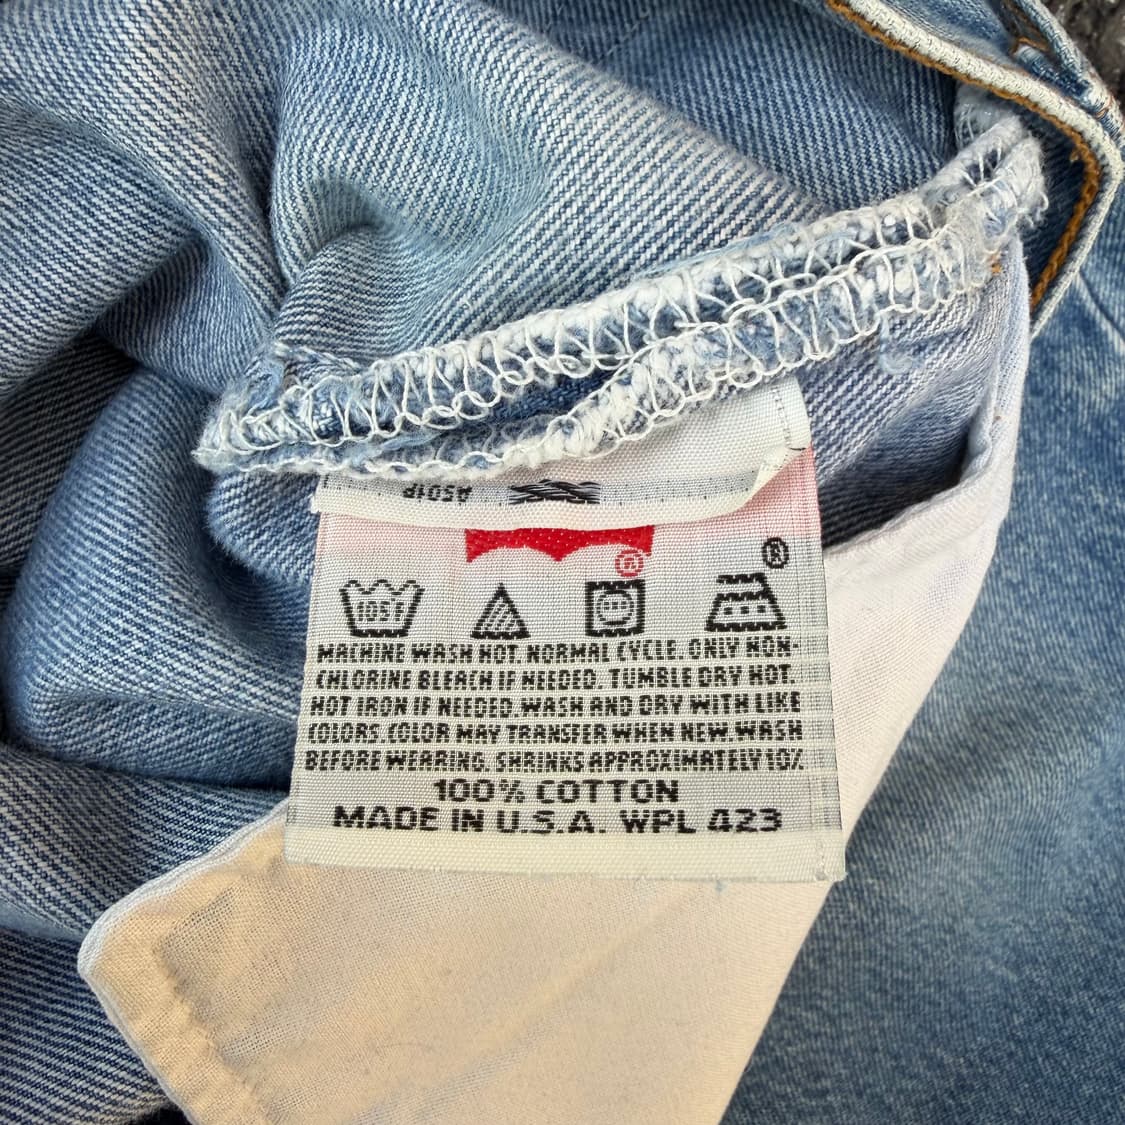 105F
®
®
MACHINE WASH HOT. NORMAL CYCLE. ONLY NON-
CHLORINE BLEACH IF NEEDED. TUMBLE DRY HOT.
HOT IRON IF NEEDED. WASH AND DRY WITH LIKE
COLORS. COLOR MAY TRANSFER WHEN NEW. WASH
BEFORE WEARING. SHRINKS APPROXIMATELY 10%
100% COTTON
MADE IN U.S.A. WPL 423